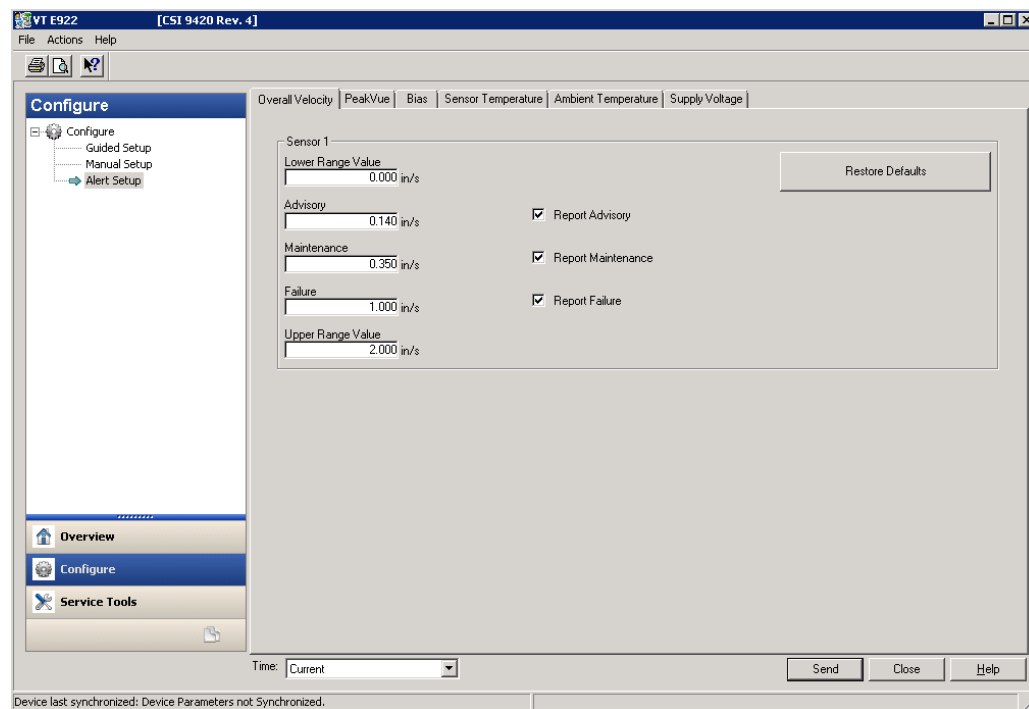 VT E922 [CSI 9420 Rev. 4]
File Actions Help
Configure
Configure
Guided Setup
Manual Setup
Alert Setup
Overview
Configure
Service Tools
Overall Velocity PeakVue Bias Sensor Temperature Ambient Temperature Supply Voltage
Sensor 1
Lower Range Value
0.000 in/s
Restore Defaults
Advisory
0.140 in/s
Report Advisory
Maintenance
0.350 in/s
Report Maintenance
Failure
1.000 in/s
Report Failure
Upper Range Value
2.000 in/s
Time: Current
Send Close Help
Device last synchronized: Device Parameters not Synchronized.